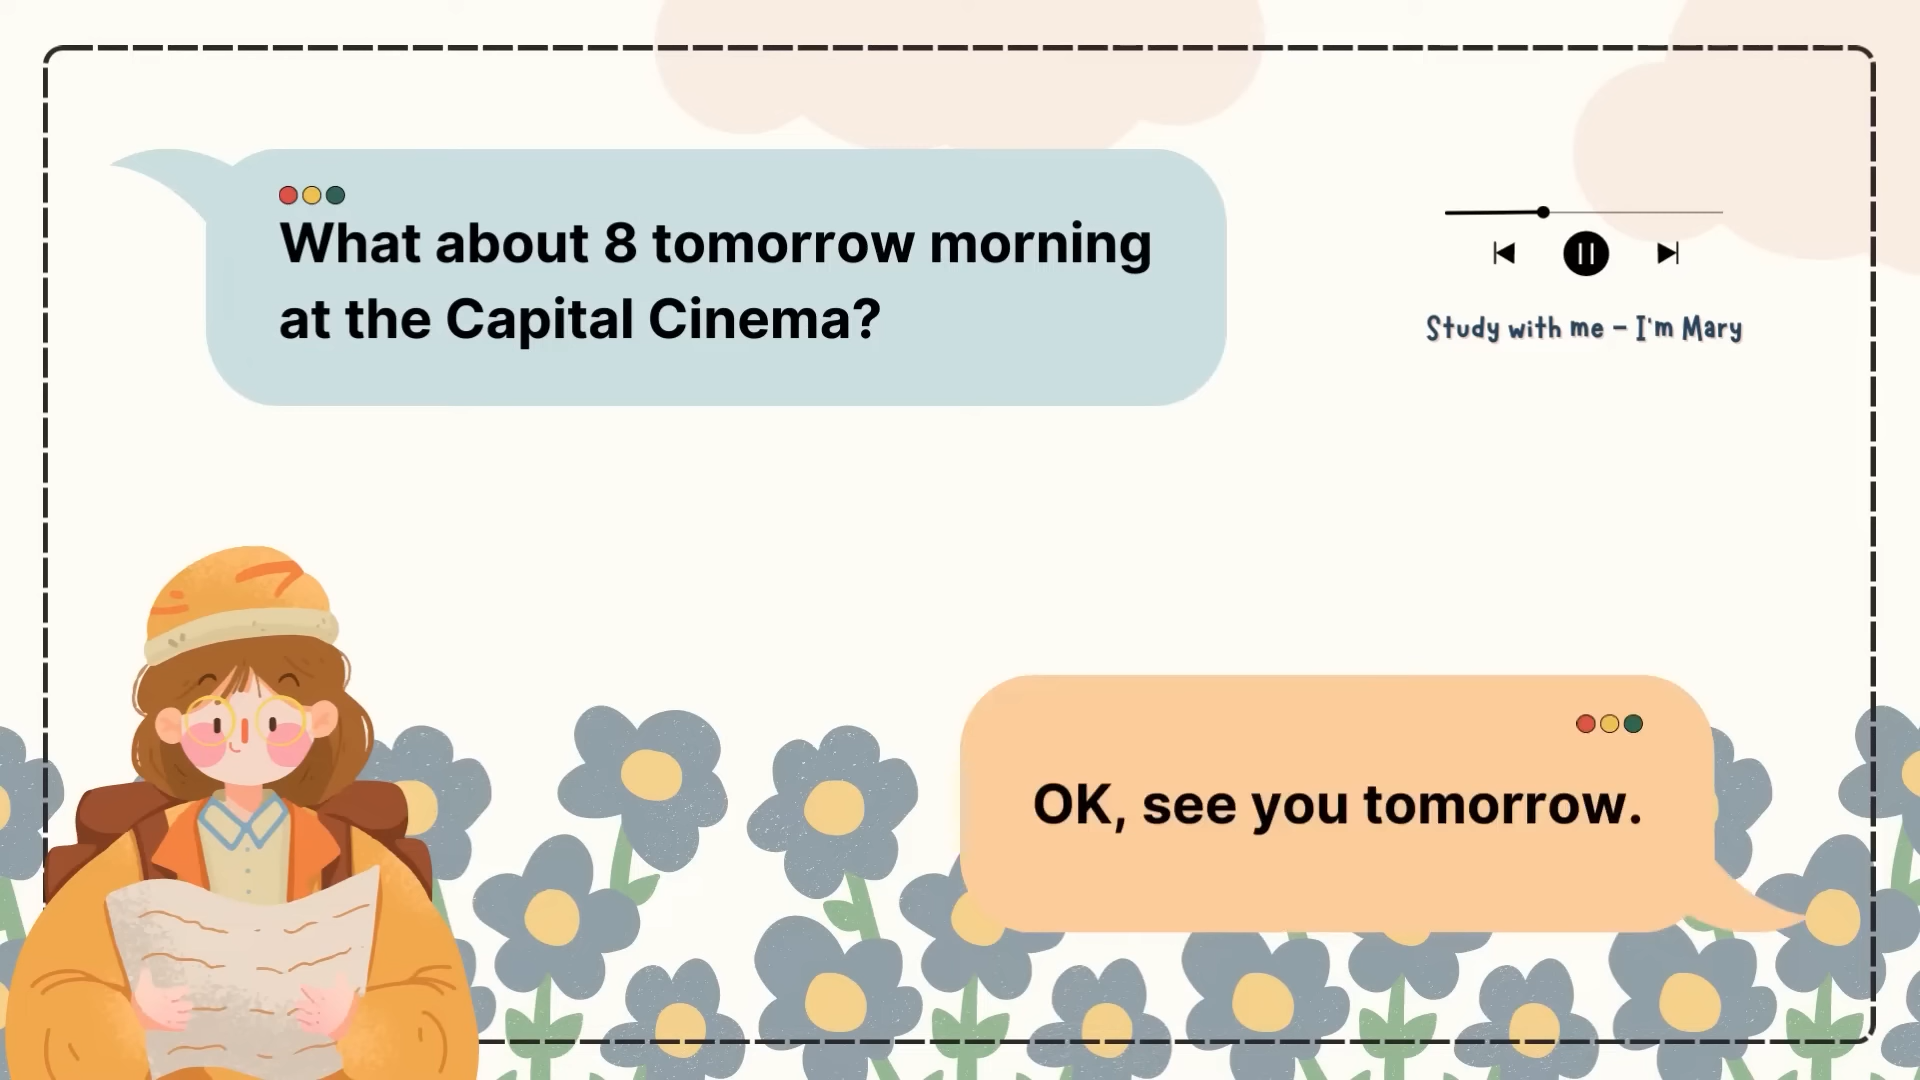 What about 8 tomorrow morning
at the Capital Cinema?
Study with me - I'm Mary
OK, see you tomorrow.